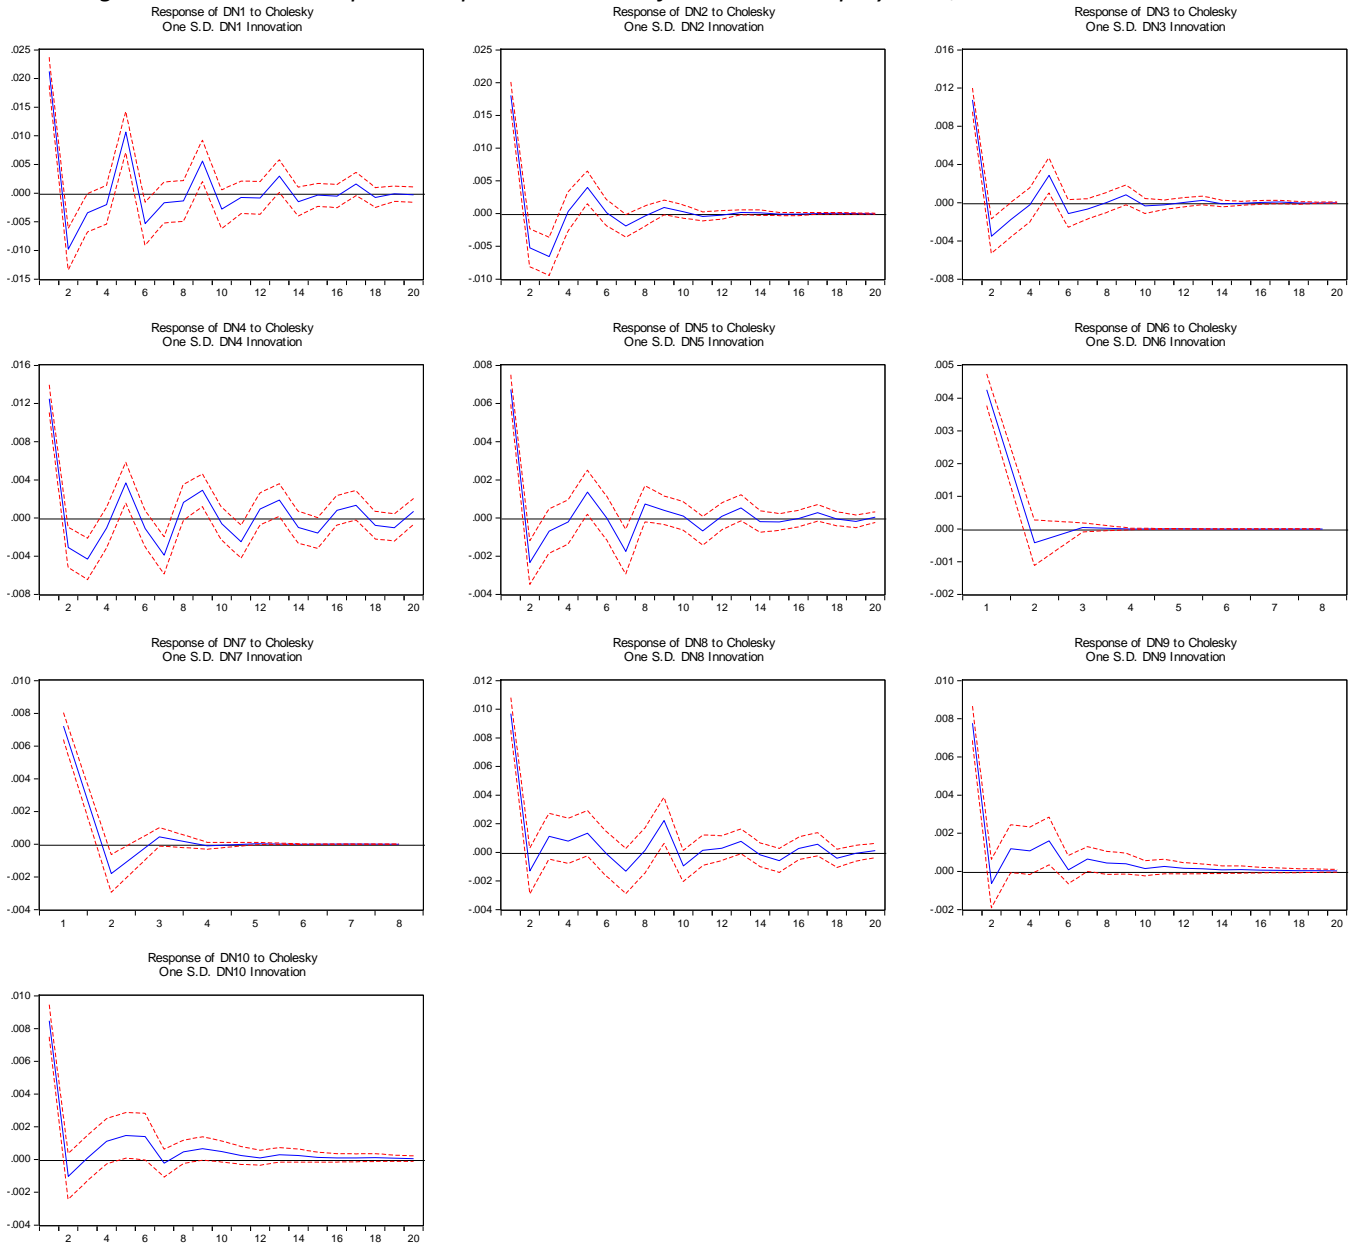 Response of DN1 to Cholesky
One S.D. DN1 Innovation
.025
.020
.015
.010
.005
.000
-.005
-.010
-.015
2 4 6 8 10 12 14 16 18 20
Response of DN2 to Cholesky
One S.D. DN2 Innovation
.025
.020
.015
.010
.005
.000
-.005
-.010
2 4 6 8 10 12 14 16 18 20
Response of DN3 to Cholesky
One S.D. DN3 Innovation
.016
.012
.008
.004
.000
-.004
-.008
2 4 6 8 10 12 14 16 18 20
Response of DN4 to Cholesky
One S.D. DN4 Innovation
.016
.012
.008
.004
.000
-.004
-.008
2 4 6 8 10 12 14 16 18 20
Response of DN5 to Cholesky
One S.D. DN5 Innovation
.008
.006
.004
.002
.000
-.002
-.004
2 4 6 8 10 12 14 16 18 20
Response of DN6 to Cholesky
One S.D. DN6 Innovation
.005
.004
.003
.002
.001
.000
-.001
-.002
1 2 3 4 5 6 7 8
Response of DN7 to Cholesky
One S.D. DN7 Innovation
.010
.008
.006
.004
.002
.000
-.002
-.004
1 2 3 4 5 6 7 8
Response of DN8 to Cholesky
One S.D. DN8 Innovation
.012
.010
.008
.006
.004
.002
.000
-.002
-.004
2 4 6 8 10 12 14 16 18 20
Response of DN9 to Cholesky
One S.D. DN9 Innovation
.010
.008
.006
.004
.002
.000
-.002
2 4 6 8 10 12 14 16 18 20
Response of DN10 to Cholesky
One S.D. DN10 Innovation
.010
.008
.006
.004
.002
.000
-.002
-.004
2 4 6 8 10 12 14 16 18 20